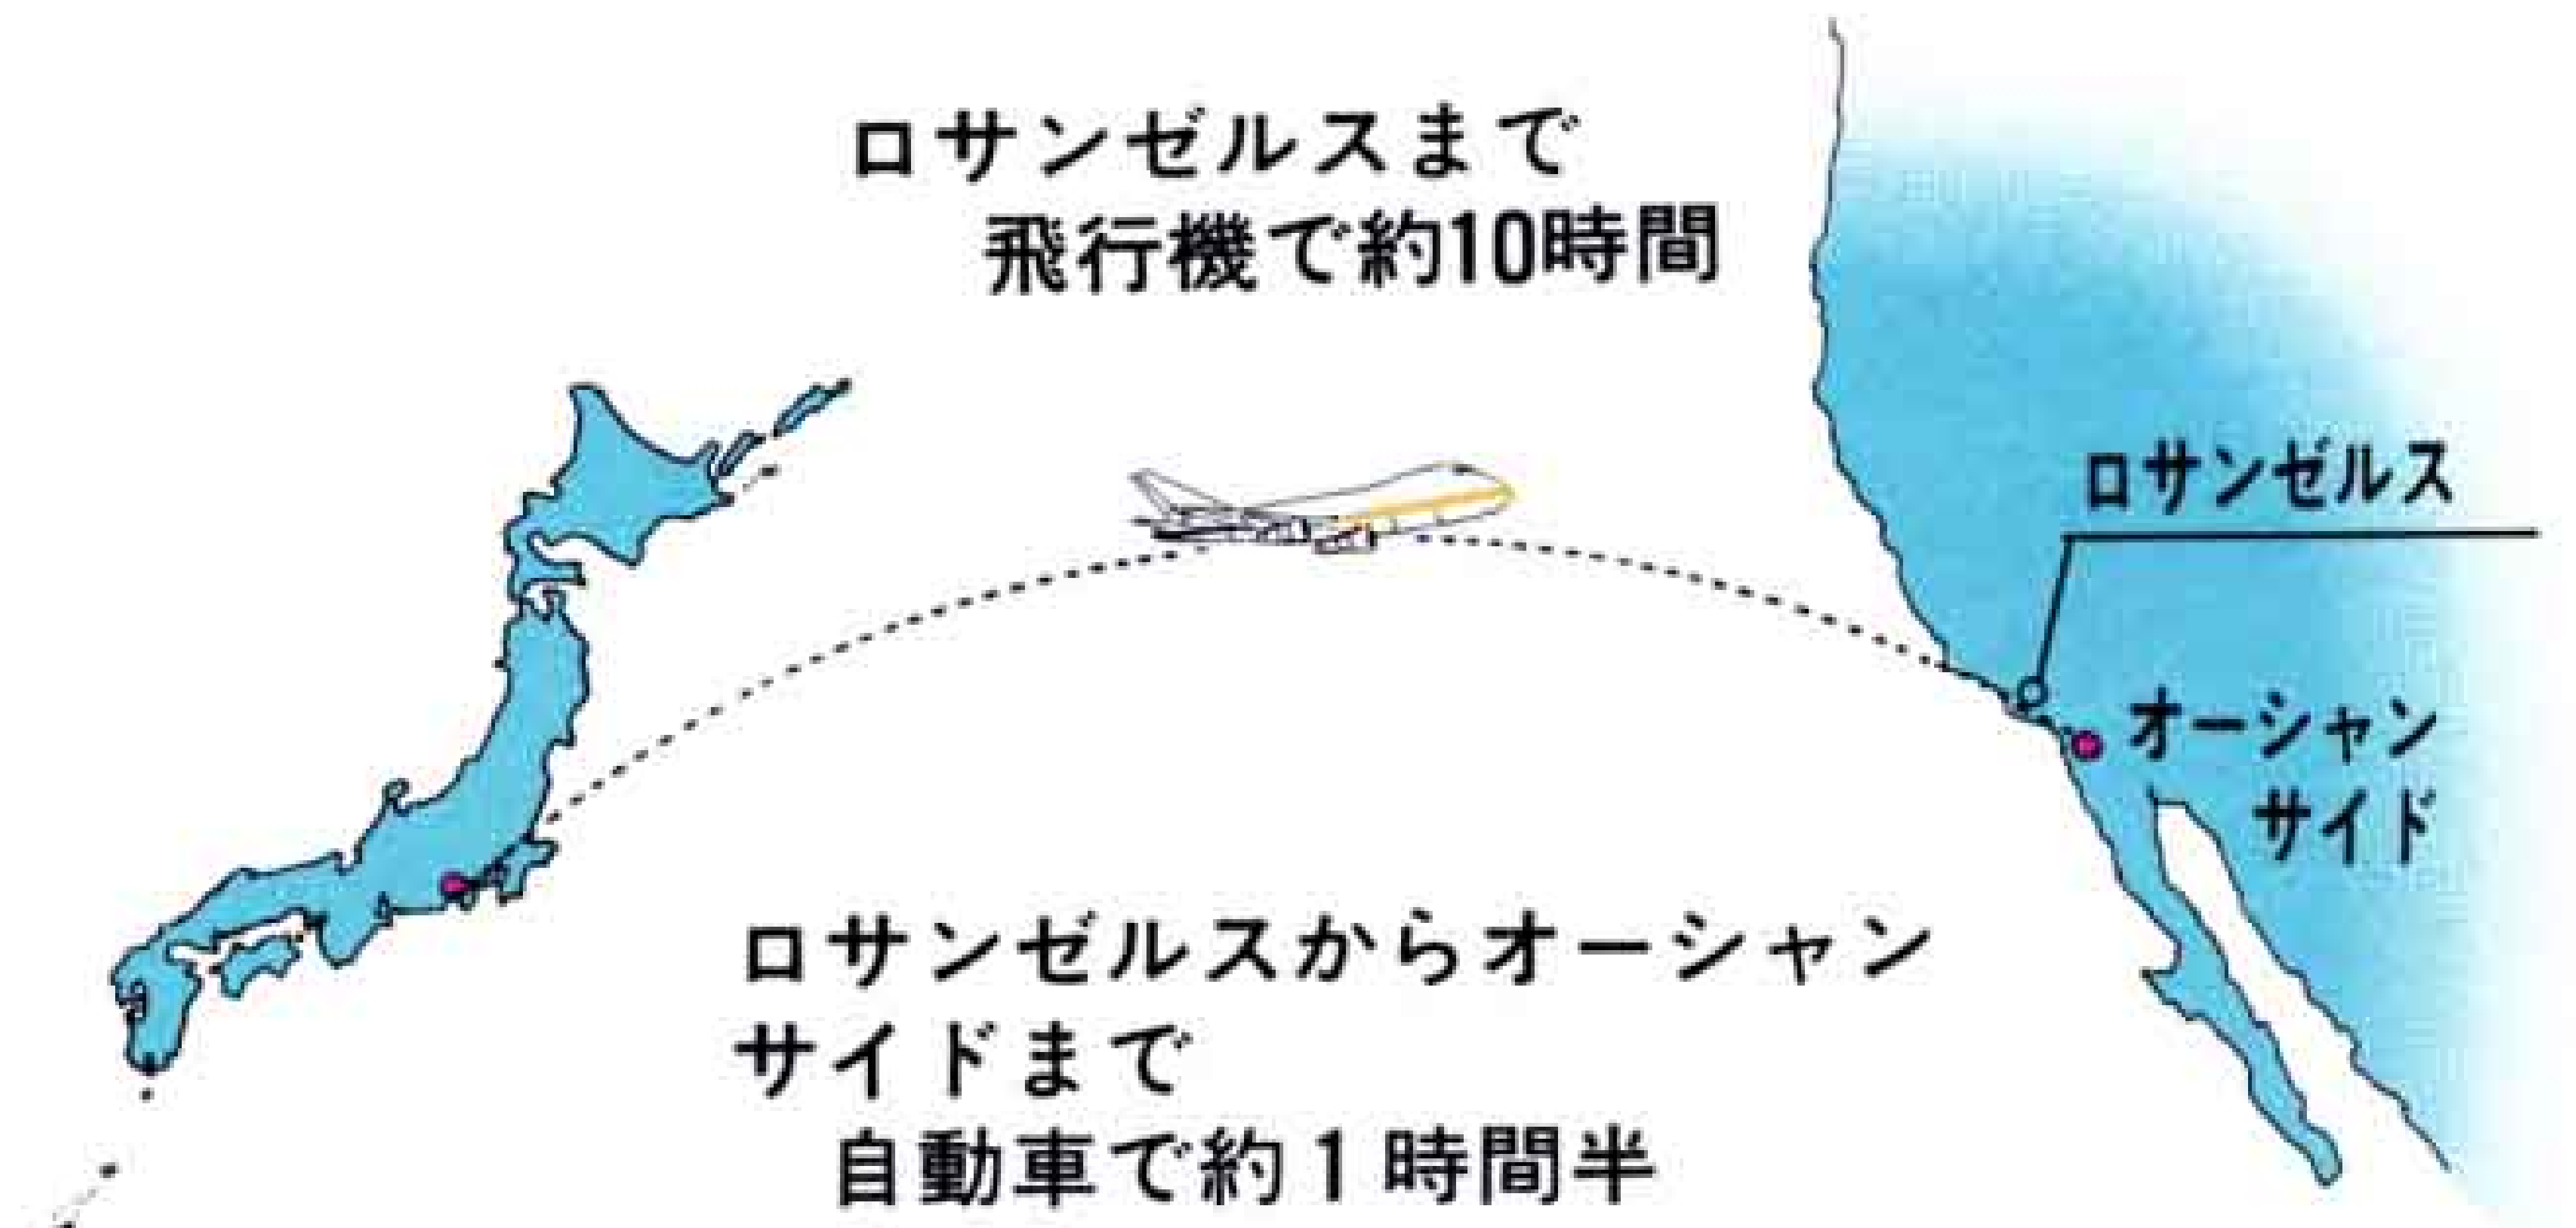 ロサンゼルスまで
飛行機で約10時間
ロサンゼルス
オーシャン
サイド
ロサンゼルスからオーシャン
サイドまで
自動車で約1時間半